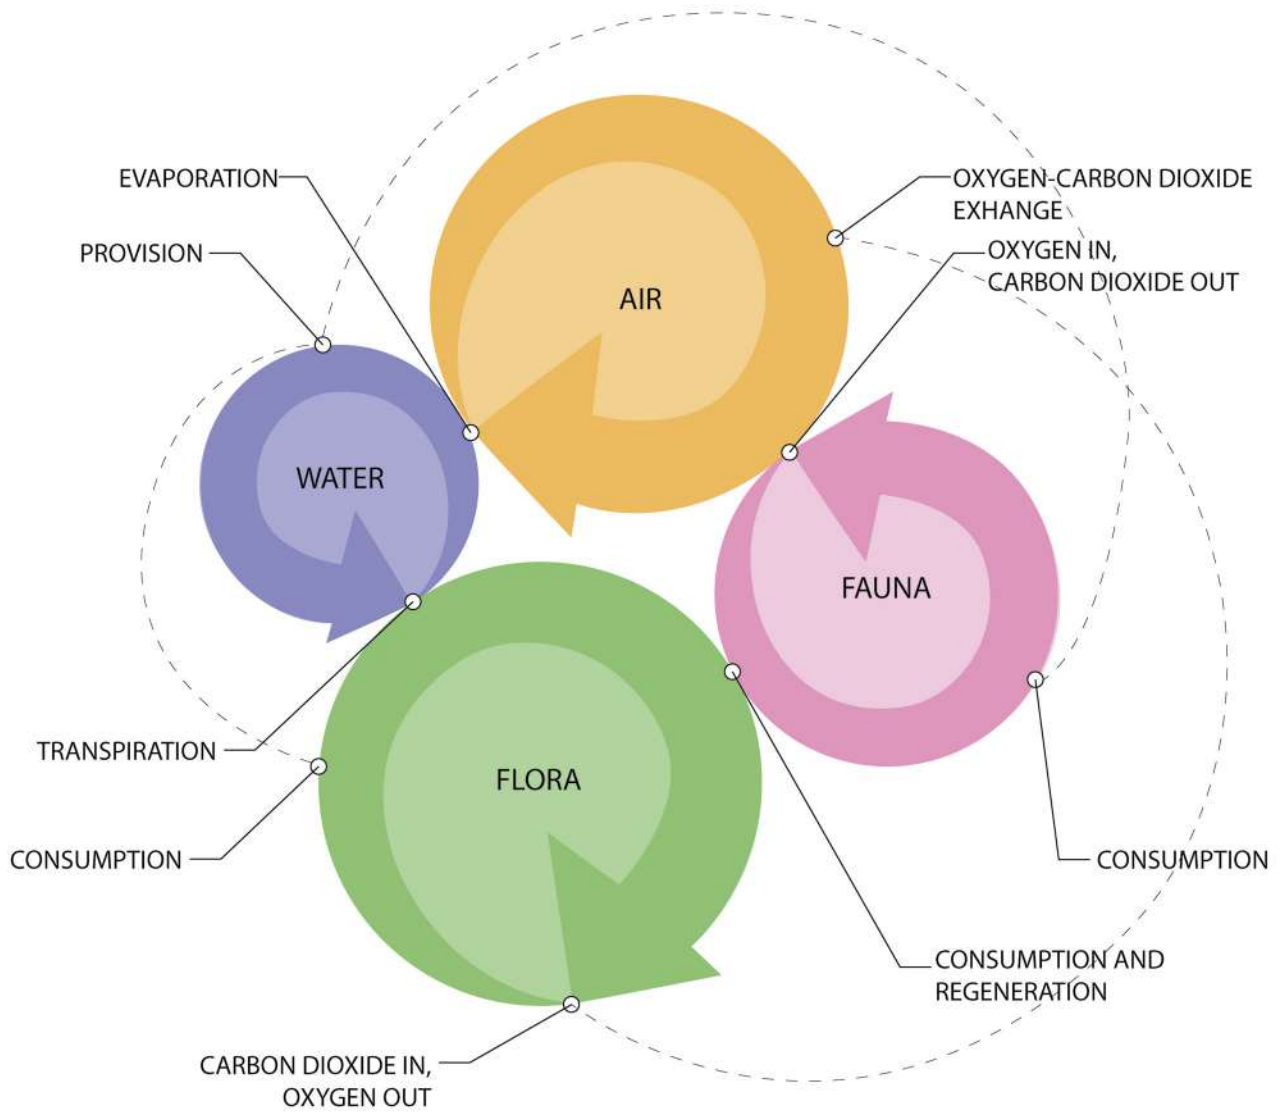 EVAPORATION
OXYGEN-CARBON DIOXIDE
EXHANGE
PROVISION
OXYGEN IN,
CARBON DIOXIDE OUT
AIR
WATER
FAUNA
TRANSPIRATION
FLORA
CONSUMPTION
CONSUMPTION
CONSUMPTION AND
REGENERATION
CARBON DIOXIDE IN,
OXYGEN OUT